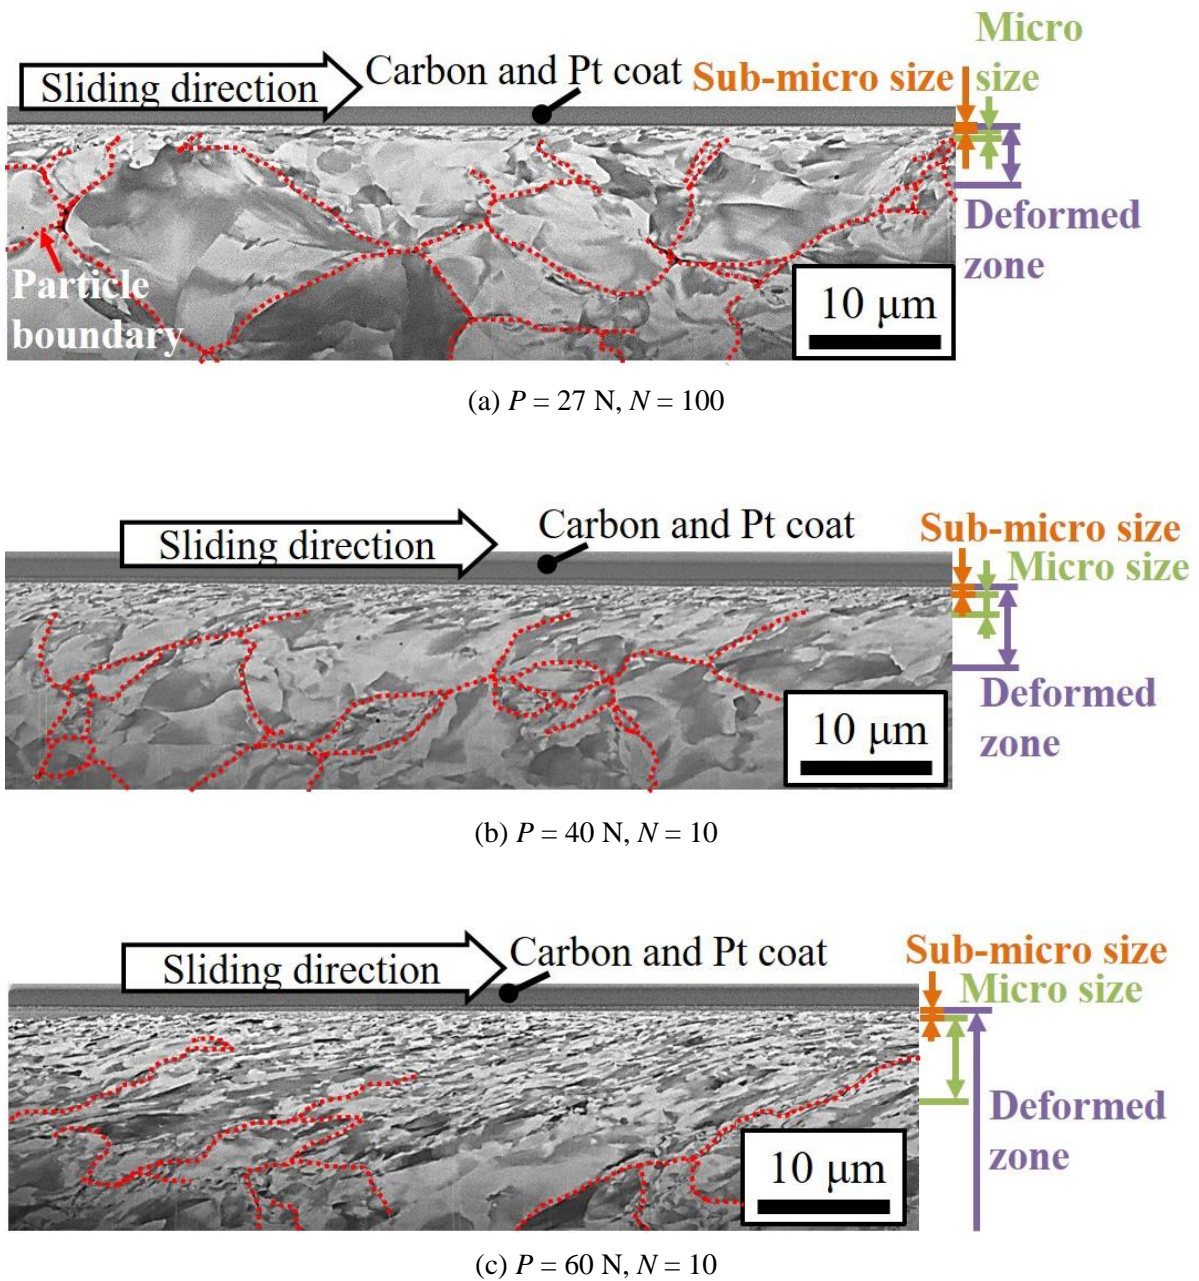 Micro
size
Sliding direction
Carbon and Pt coat
Sub-micro size
Particle
boundary
Deformed
zone
10 μm
(a) P = 27 N, N = 100
Sliding direction
Carbon and Pt coat
Sub-micro size
Micro size
Deformed
zone
10 μm
(b) P = 40 N, N = 10
Sliding direction
Carbon and Pt coat
Sub-micro size
Micro size
Deformed
zone
10 μm
(c) P = 60 N, N = 10